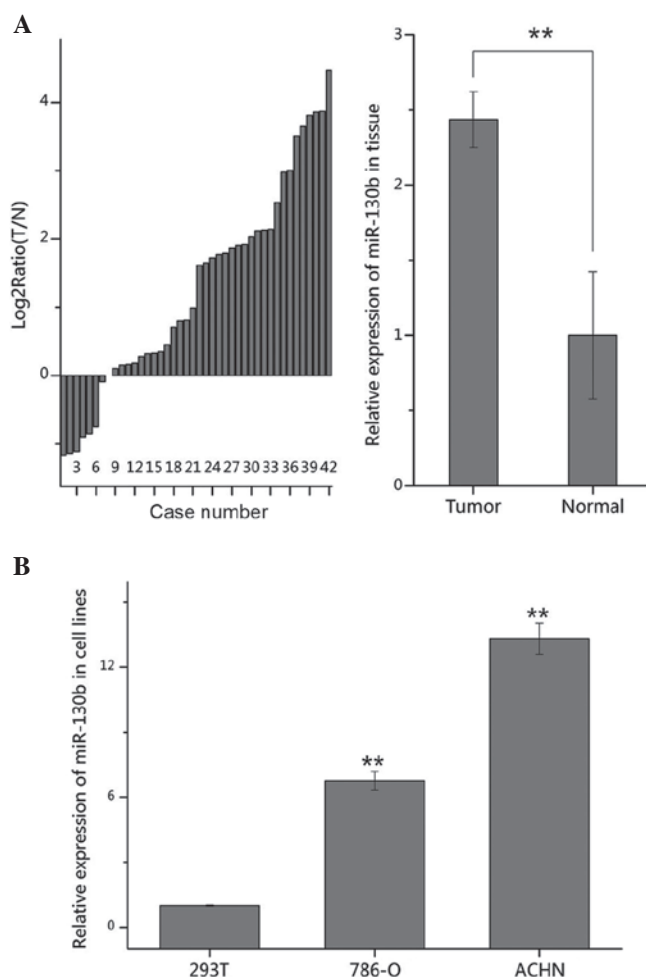 A
Log2Ratio(T/N)
4
2
0
3 6 9 12 15 18 21 24 27 30 33 36 39 42
Case number
Relative expression of miR-130b in tissue
3
2
1
0
**
Tumor Normal
B
Relative expression of miR-130b in cell lines
12
6
0
**
**
293T 786-O ACHN